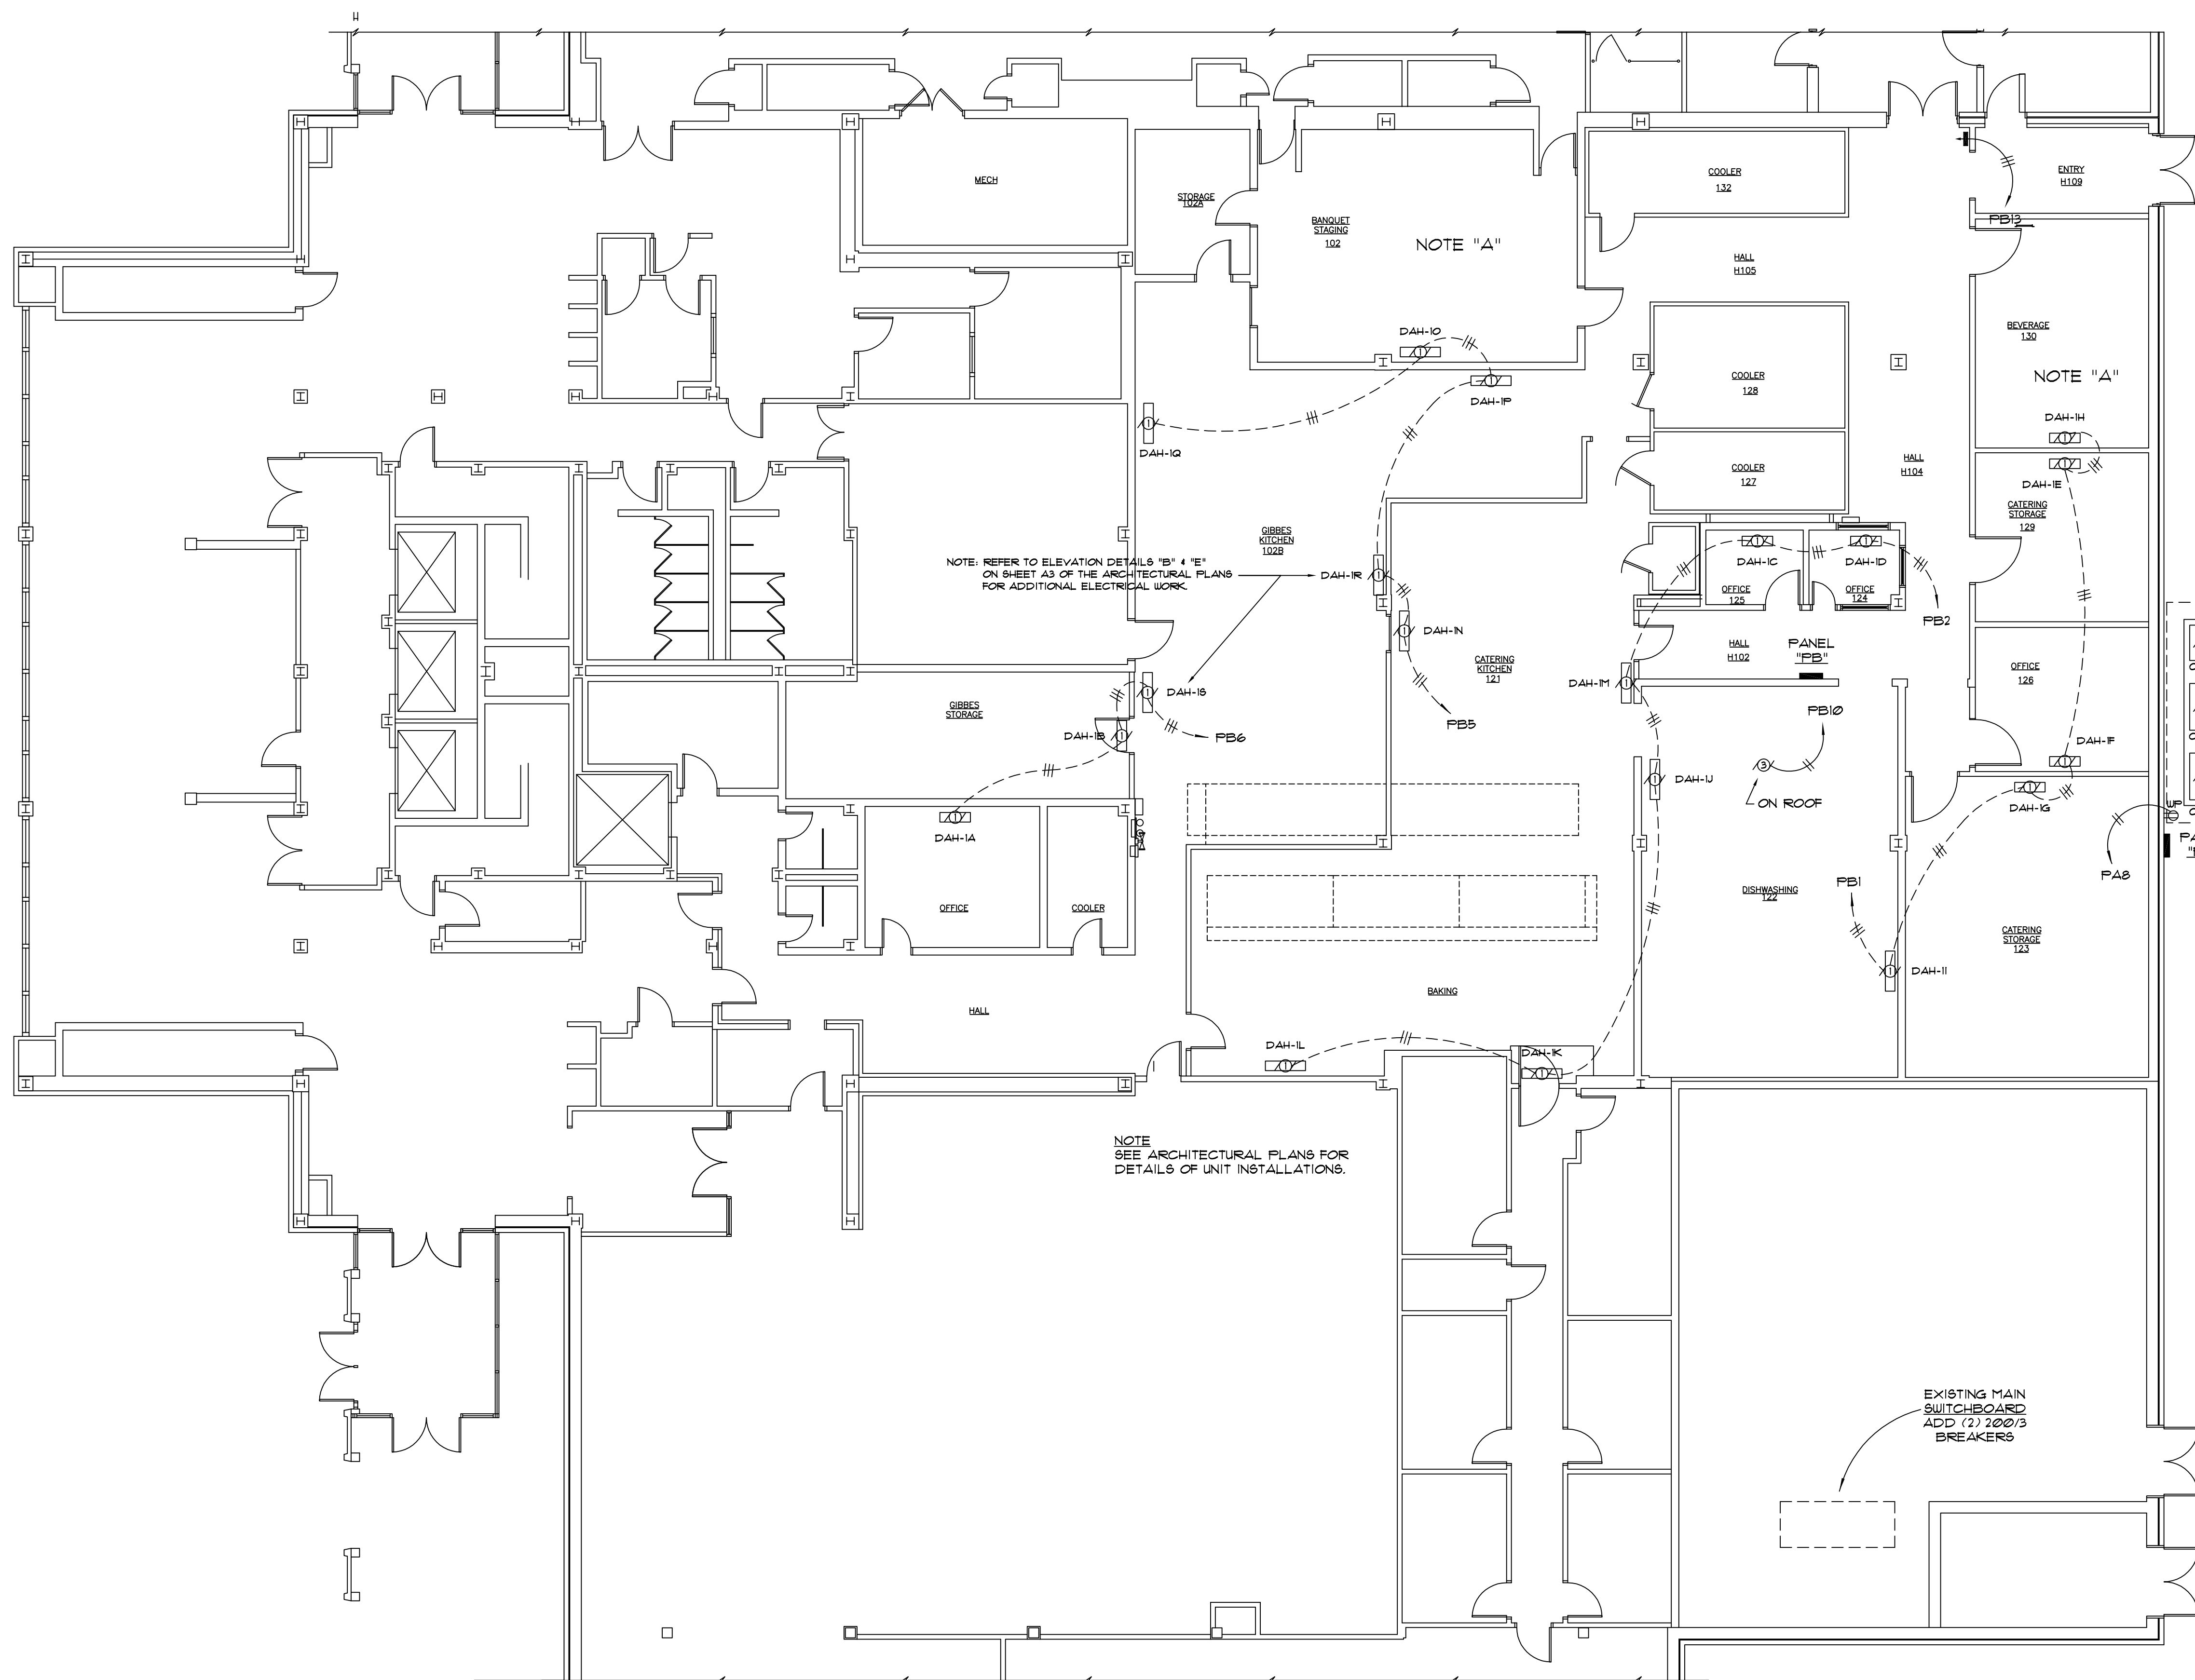 MECH
STORAGE
102A
BANQUET
STAGING
102
NOTE "A"
COOLER
132
ENTRY
H109
PB13
HALL
H105
BEVERAGE
130
NOTE "A"
DAH-1O
DAH-1P
DAH-1Q
COOLER
128
DAH-1H
COOLER
127
HALL
H104
DAH-1E
CATERING
STORAGE
129
GIBBES
KITCHEN
102B
NOTE: REFER TO ELEVATION DETAILS "B" & "E"
ON SHEET A3 OF THE ARCHITECTURAL PLANS
FOR ADDITIONAL ELECTRICAL WORK.
DAH-1R
DAH-1C
DAH-1D
OFFICE
125
OFFICE
124
PB2
DAH-1N
HALL
H102
PANEL
"PB"
CATERING
KITCHEN
121
OFFICE
126
DAH-1M
DAH-1S
GIBBES
STORAGE
PB5
PB6
DAH-1B
PB10
DAH-1F
DAH-1J
3
ON ROOF
DAH-1G
WP
DAH-1A
PA8
PB1
DISHWASHING
122
OFFICE
COOLER
CATERING
STORAGE
123
DAH-1I
BAKING
HALL
DAH-1L
DAH-1K
NOTE
SEE ARCHITECTURAL PLANS FOR
DETAILS OF UNIT INSTALLATIONS.
EXISTING MAIN
SWITCHBOARD
ADD (2) 200/3
BREAKERS